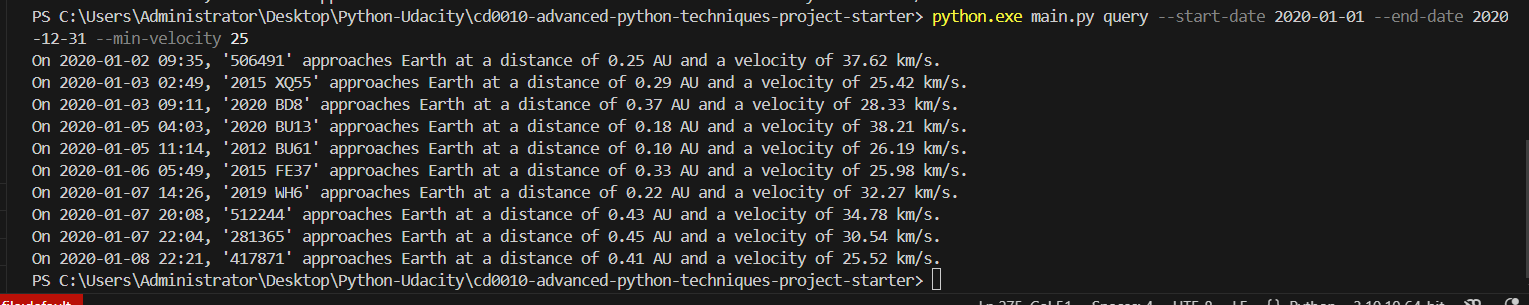 PS C:\Users\Administrator\Desktop\Python-Udacity\cd0010-advanced-python-techniques-project-starter> python.exe main.py query --start-date 2020-01-01 --end-date 2020
-12-31 --min-velocity 25
On 2020-01-02 09:35, '506491' approaches Earth at a distance of 0.25 AU and a velocity of 37.62 km/s.
On 2020-01-03 02:49, '2015 XQ55' approaches Earth at a distance of 0.29 AU and a velocity of 25.42 km/s.
On 2020-01-03 09:11, '2020 BD8' approaches Earth at a distance of 0.37 AU and a velocity of 28.33 km/s.
On 2020-01-05 04:03, '2020 BU13' approaches Earth at a distance of 0.18 AU and a velocity of 38.21 km/s.
On 2020-01-05 11:14, '2012 BU61' approaches Earth at a distance of 0.10 AU and a velocity of 26.19 km/s.
On 2020-01-06 05:49, '2015 FE37' approaches Earth at a distance of 0.33 AU and a velocity of 25.98 km/s.
On 2020-01-07 14:26, '2019 WH6' approaches Earth at a distance of 0.22 AU and a velocity of 32.27 km/s.
On 2020-01-07 20:08, '512244' approaches Earth at a distance of 0.43 AU and a velocity of 34.78 km/s.
On 2020-01-07 22:04, '281365' approaches Earth at a distance of 0.45 AU and a velocity of 30.54 km/s.
On 2020-01-08 22:21, '417871' approaches Earth at a distance of 0.41 AU and a velocity of 25.52 km/s.
PS C:\Users\Administrator\Desktop\Python-Udacity\cd0010-advanced-python-techniques-project-starter>
file:default Ln 275, Col 51 Spaces: 4 UTF-8 LF Python